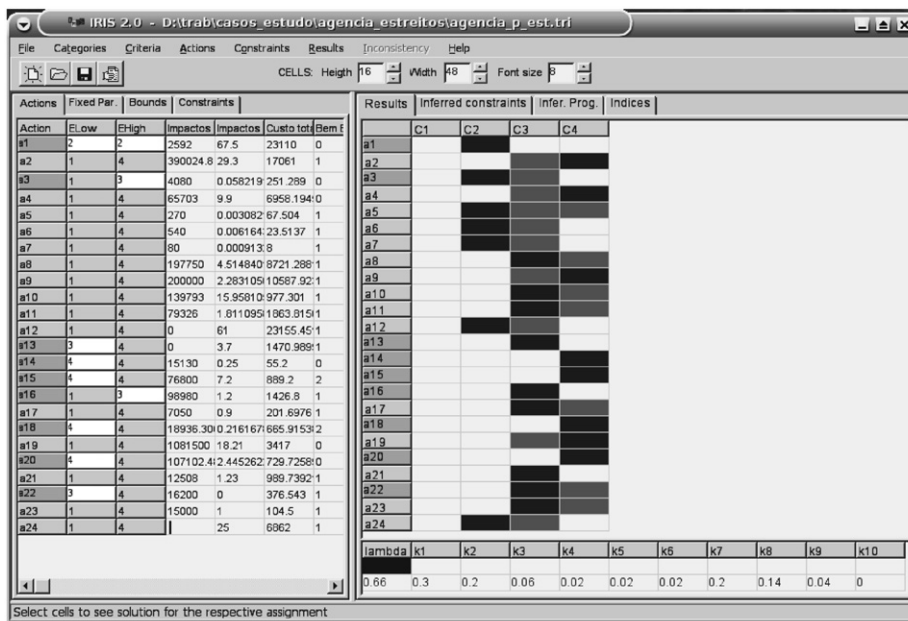 IRIS 2.0 - D:\trab\casos_estudo\agencia_estreitos\agencia_p_est.tri
File Categories Criteria Actions Constraints Results Inconsistency Help
CELLS: Heigth 16 Width 48 Font size 8
Actions Fixed Par. Bounds Constraints
Action ELow EHigh Impactos Impactos Custo tot Bem E
a1 2 2 2592 67.5 23110 0
a2 1 4 390024.8 29.3 17061 1
a3 1 3 4080 0.058219 251.289 0
a4 1 4 65703 9.9 6958.194 0
a5 1 4 270 0.003082 67.504 1
a6 1 4 540 0.006164 23.5137 1
a7 1 4 80 0.000913 8 1
a8 1 4 197750 4.514840 8721.288 1
a9 1 4 200000 2.283105 10587.92 1
a10 1 4 139793 15.95810 977.301 1
a11 1 4 79326 1.811095 1863.815 1
a12 1 4 0 61 23155.45 1
a13 3 4 0 3.7 1470.989 1
a14 4 4 15130 0.25 55.2 0
a15 4 4 76800 7.2 889.2 2
a16 1 3 98980 1.2 1426.8 1
a17 1 4 7050 0.9 201.6976 1
a18 4 4 18936.30 0.216167 665.9153 2
a19 1 4 1081500 18.21 3417 0
a20 4 4 107102.4 2.445262 729.7258 0
a21 1 4 12508 1.23 989.7392 1
a22 3 4 16200 0 376.543 1
a23 1 4 15000 1 104.5 1
a24 1 4 25 6862 1
Results Inferred constraints Infer. Prog. Indices
C1 C2 C3 C4
a1
a2
a3
a4
a5
a6
a7
a8
a9
a10
a11
a12
a13
a14
a15
a16
a17
a18
a19
a20
a21
a22
a23
a24
lambda k1 k2 k3 k4 k5 k6 k7 k8 k9 k10
0.66 0.3 0.2 0.06 0.02 0.02 0.02 0.2 0.14 0.04 0
Select cells to see solution for the respective assignment